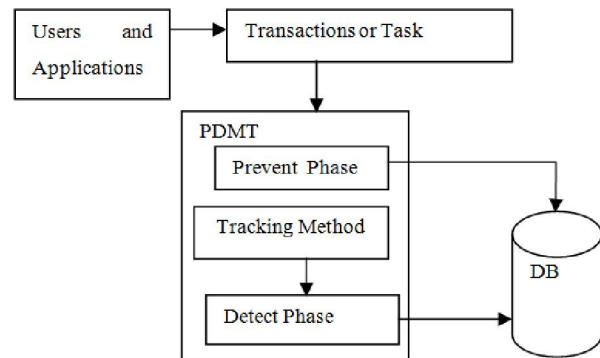 Users and
Applications
Transactions or Task
PDMT
Prevent Phase
Tracking Method
DB
Detect Phase